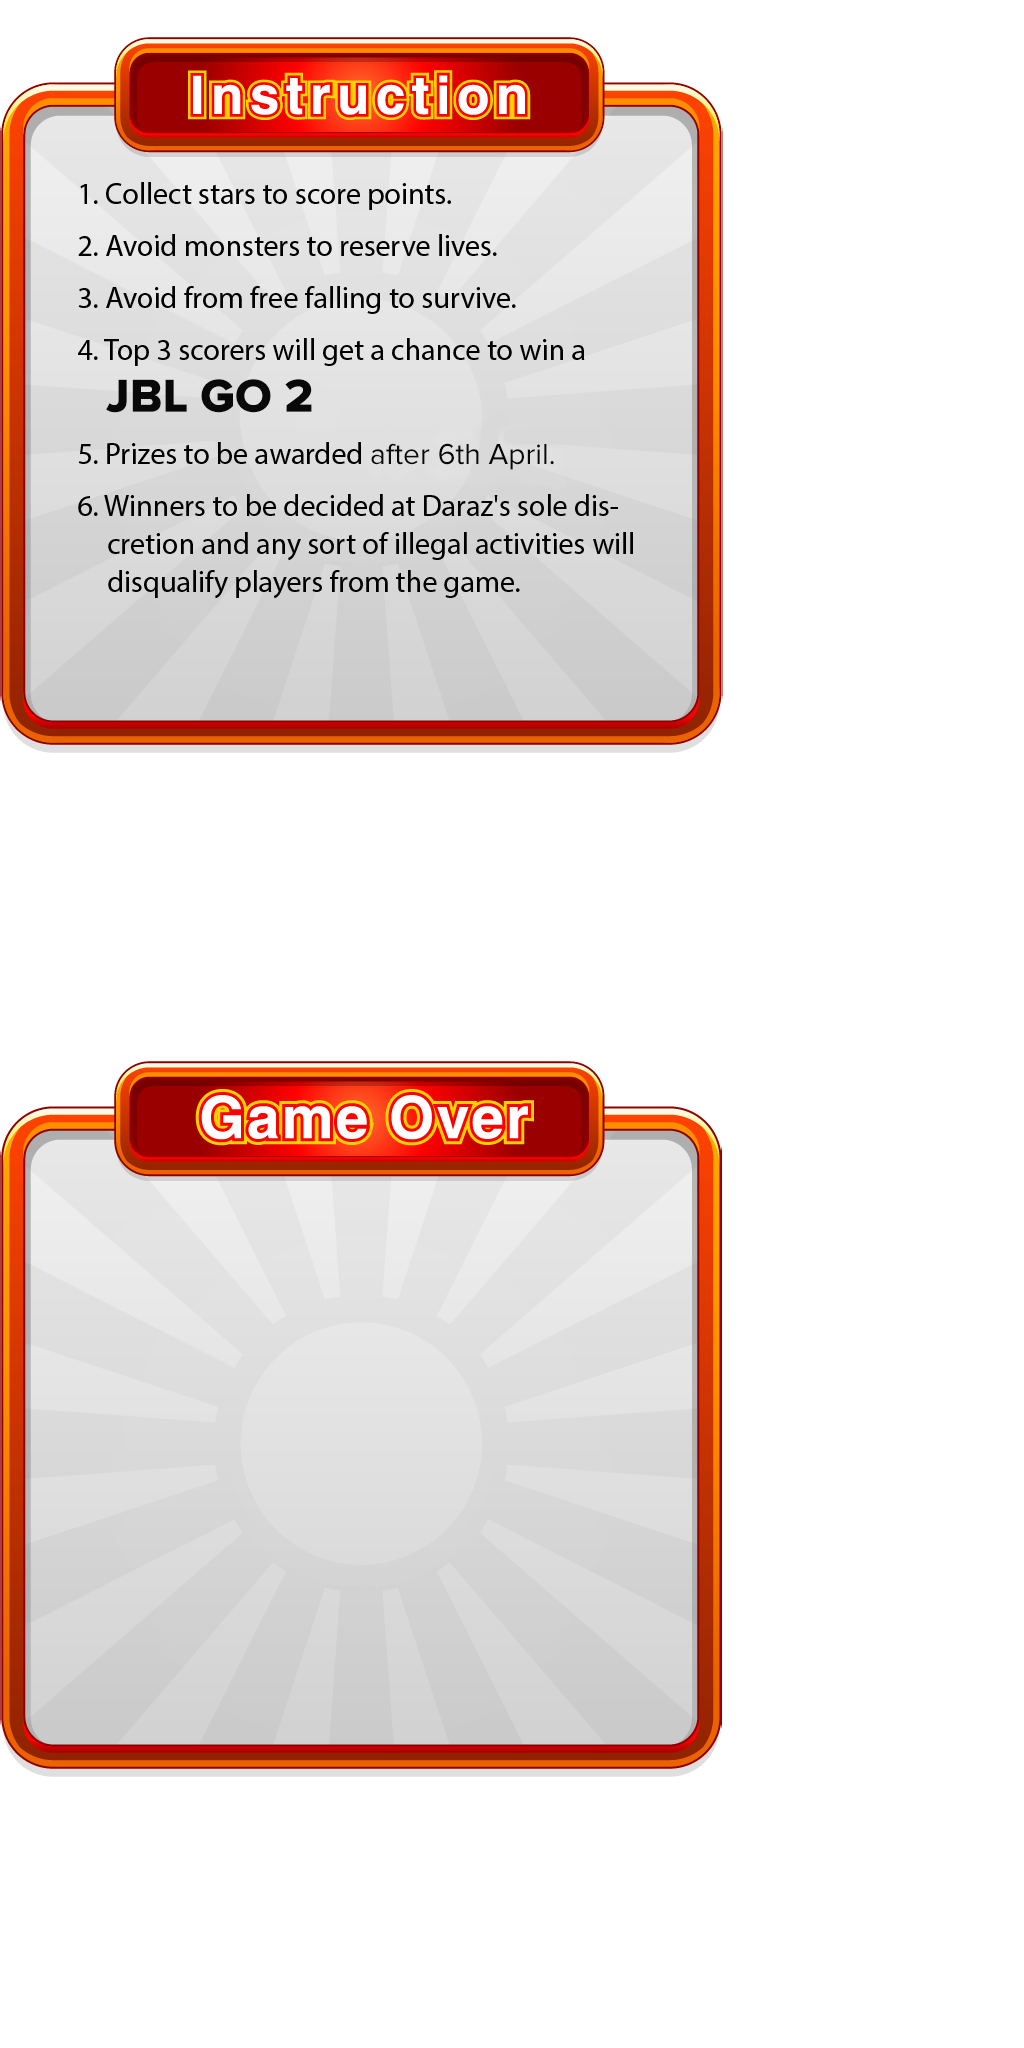 Instruction
1. Collect stars to score points.
2. Avoid monsters to reserve lives.
3. Avoid from free falling to survive.
4. Top 3 scorers will get a chance to win a
JBL GO 2
5. Prizes to be awarded after 6th April.
6. Winners to be decided at Daraz's sole dis-
cretion and any sort of illegal activities will
disqualify players from the game.
Game Over